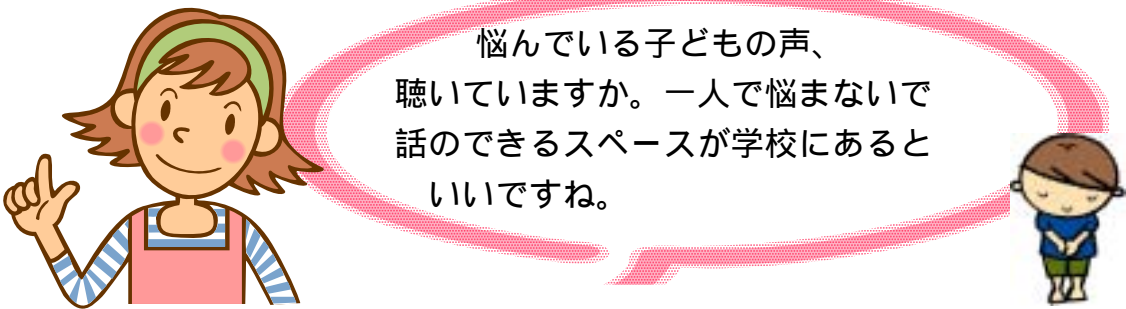 悩んでいる子どもの声、
聴いていますか。一人で悩まないで
話のできるスペースが学校にあると
いいですね。